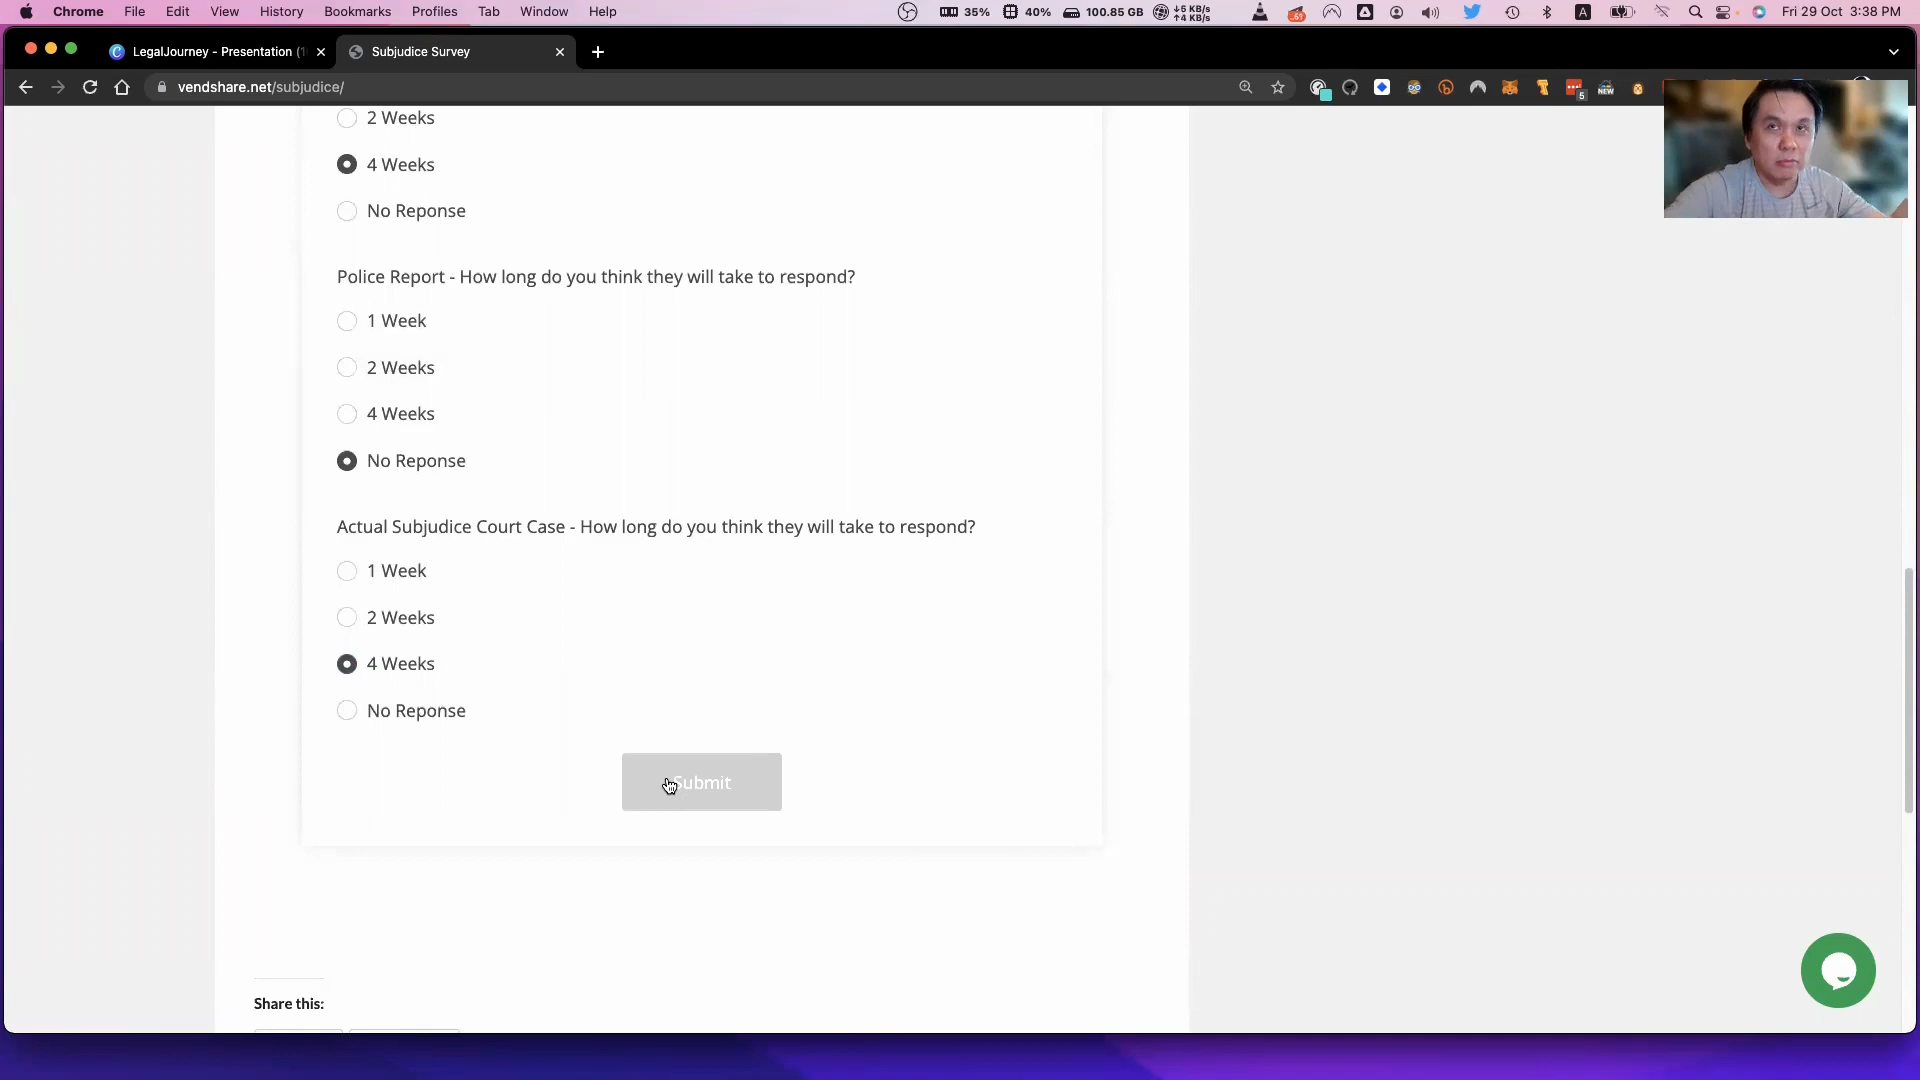 Chrome File Edit View History Bookmarks Profiles Tab Window Help 35% 40% 100.85 GB Fri 29 Oct 3:38 PM
LegalJourney - Presentation (1 Subjudice Survey
vendshare.net/subjudice/
5 NEW
2 Weeks
4 Weeks
No Reponse
Police Report - How long do you think they will take to respond?
1 Week
2 Weeks
4 Weeks
No Reponse
Actual Subjudice Court Case - How long do you think they will take to respond?
1 Week
2 Weeks
4 Weeks
No Reponse
Submit
Share this: